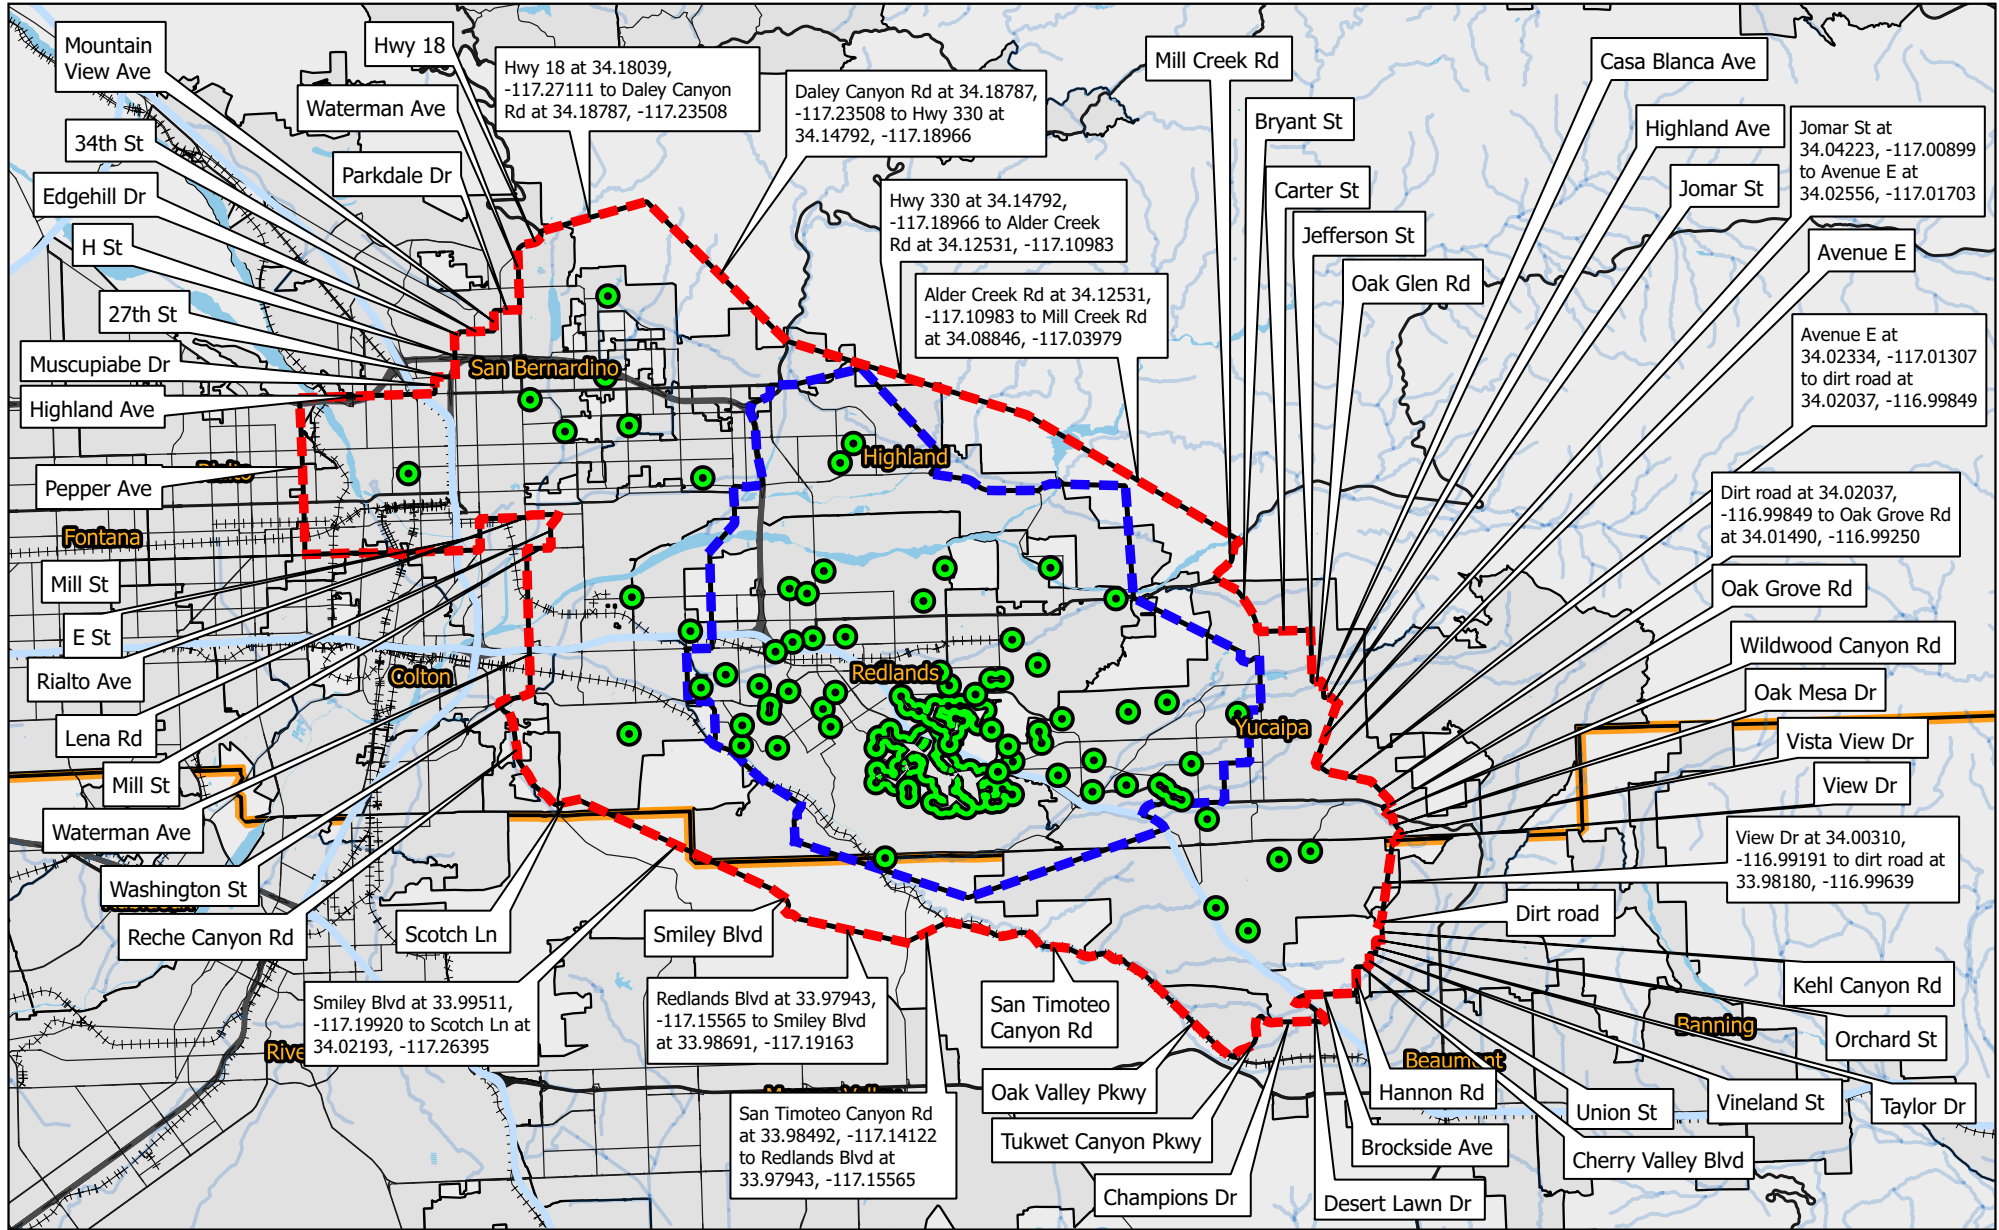 Mountain
View Ave
Hwy 18
Waterman Ave
34th St
Parkdale Dr
Edgehill Dr
H St
27th St
Muscupiabe Dr
Highland Ave
Pepper Ave
Mill St
E St
Rialto Ave
Lena Rd
Mill St
Waterman Ave
Washington St
Reche Canyon Rd
Scotch Ln
Hwy 18 at 34.18039,
-117.27111 to Daley Canyon
Rd at 34.18787, -117.23508
Daley Canyon Rd at 34.18787,
-117.23508 to Hwy 330 at
34.14792, -117.18966
Hwy 330 at 34.14792,
-117.18966 to Alder Creek
Rd at 34.12531, -117.10983
Alder Creek Rd at 34.12531,
-117.10983 to Mill Creek Rd
at 34.08846, -117.03979
Mill Creek Rd
Bryant St
Carter St
Jefferson St
Oak Glen Rd
Casa Blanca Ave
Highland Ave
Jomar St
Jomar St at
34.04223, -117.00899
to Avenue E at
34.02556, -117.01703
Avenue E
Avenue E at
34.02334, -117.01307
to dirt road at
34.02037, -116.99849
Dirt road at 34.02037,
-116.99849 to Oak Grove Rd
at 34.01490, -116.99250
Oak Grove Rd
Wildwood Canyon Rd
Oak Mesa Dr
Vista View Dr
View Dr
View Dr at 34.00310,
-116.99191 to dirt road at
33.98180, -116.99639
Dirt road
Kehl Canyon Rd
Orchard St
Taylor Dr
Vineland St
Union St
Cherry Valley Blvd
Hannon Rd
Brockside Ave
Desert Lawn Dr
Champions Dr
Tukwet Canyon Pkwy
Oak Valley Pkwy
San Timoteo
Canyon Rd
San Timoteo Canyon Rd
at 33.98492, -117.14122
to Redlands Blvd at
33.97943, -117.15565
Redlands Blvd at 33.97943,
-117.15565 to Smiley Blvd
at 33.98691, -117.19163
Smiley Blvd
Smiley Blvd at 33.99511,
-117.19920 to Scotch Ln at
34.02193, -117.26395
San Bernardino
Highland
Fontana
Colton
Redlands
Yucaipa
Banning
Beaumont